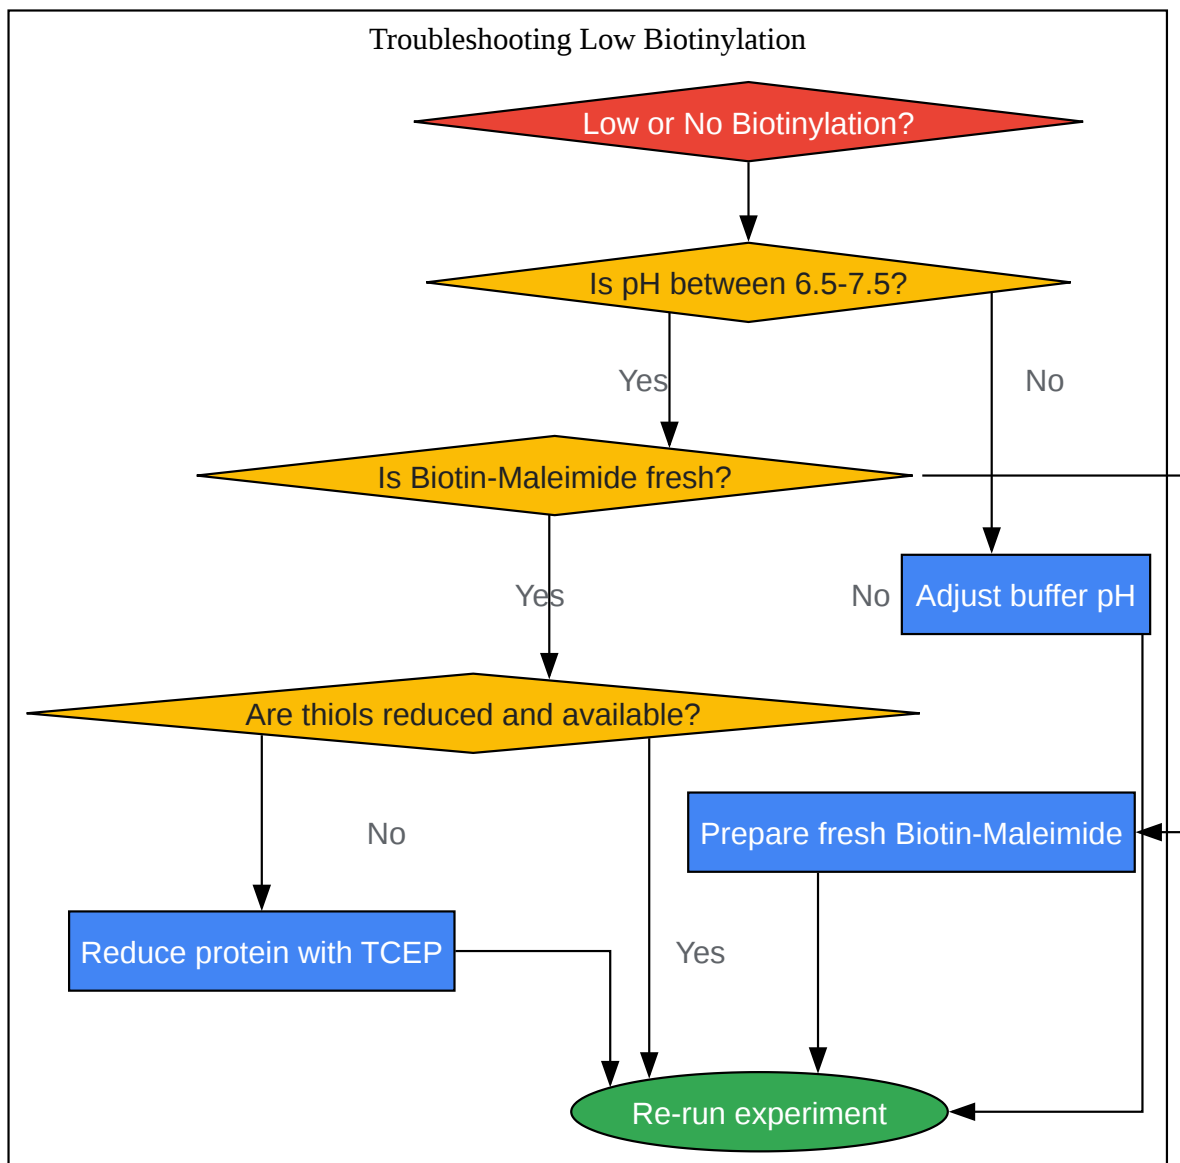 Troubleshooting Low Biotinylation
Low or No Biotinylation?
Is pH between 6.5-7.5?
Yes
No
Is Biotin-Maleimide fresh?
Yes
No
Adjust buffer pH
Are thiols reduced and available?
No
Prepare fresh Biotin-Maleimide
Reduce protein with TCEP
Yes
Re-run experiment